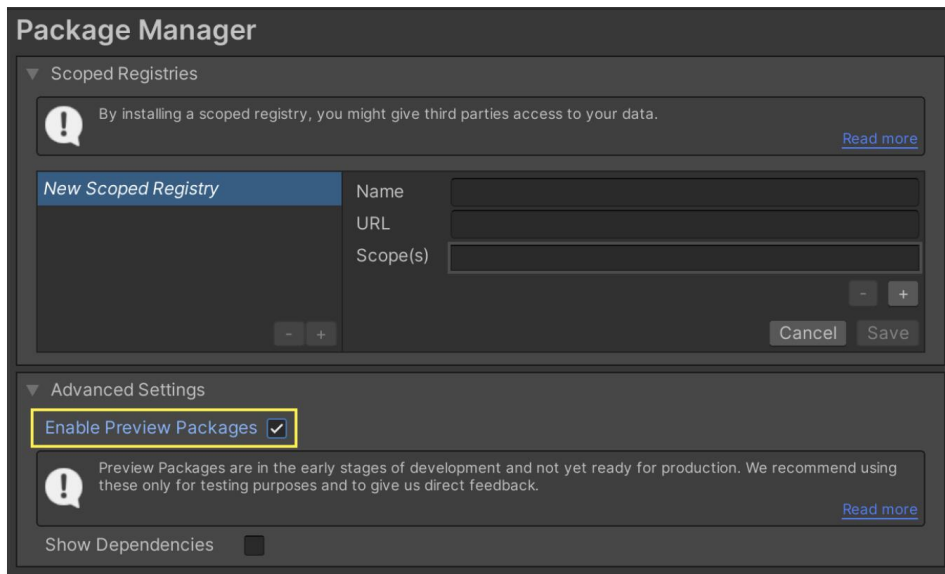 Package Manager
Scoped Registries
By installing a scoped registry, you might give third parties access to your data.
Read more
New Scoped Registry
Name
URL
Scope(s)
- +
- +
Cancel Save
Advanced Settings
Enable Preview Packages
Preview Packages are in the early stages of development and not yet ready for production. We recommend using
these only for testing purposes and to give us direct feedback.
Read more
Show Dependencies